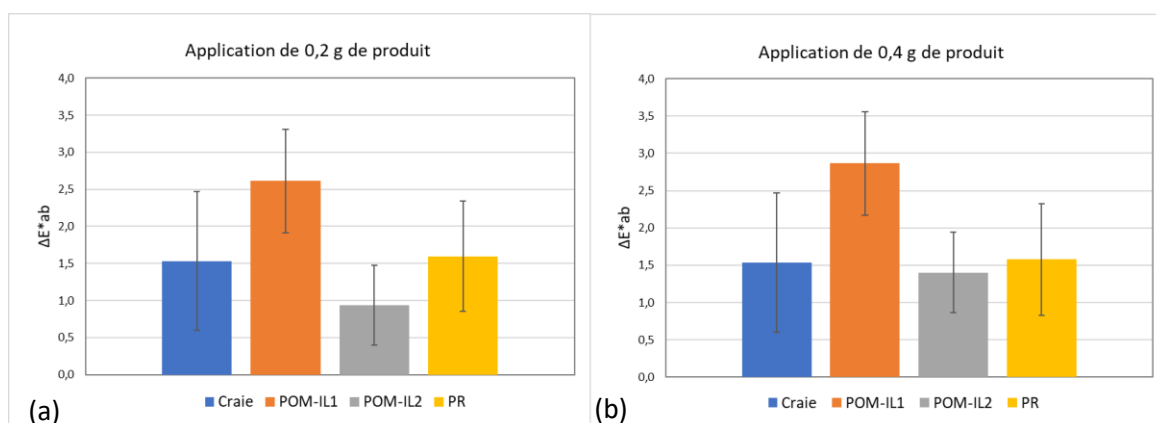 Application de 0,2 g de produit
4,0
3,5
3,0
2,5
2,0
1,5
1,0
0,5
0,0
ΔE*ab
Craie POM-IL1 POM-IL2 PR
(a)
Application de 0,4 g de produit
4,0
3,5
3,0
2,5
2,0
1,5
1,0
0,5
0,0
ΔE*ab
Craie POM-IL1 POM-IL2 PR
(b)